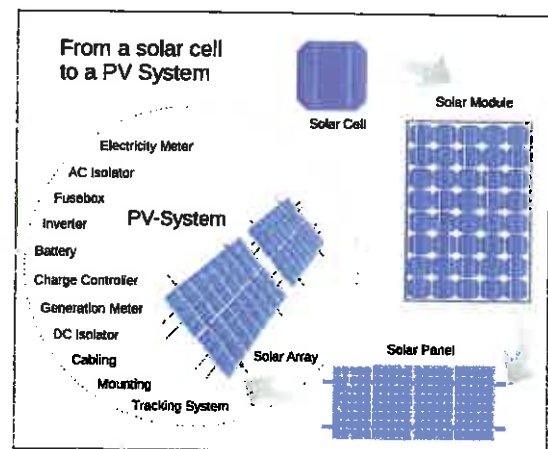 From a solar cell
to a PV System
Solar Cell
Solar Module
Electricity Meter
AC Isolator
Fusebox
Inverter
PV-System
Battery
Charge Controller
Generation Meter
DC Isolator
Cabling
Mounting
Tracking System
Solar Array
Solar Panel